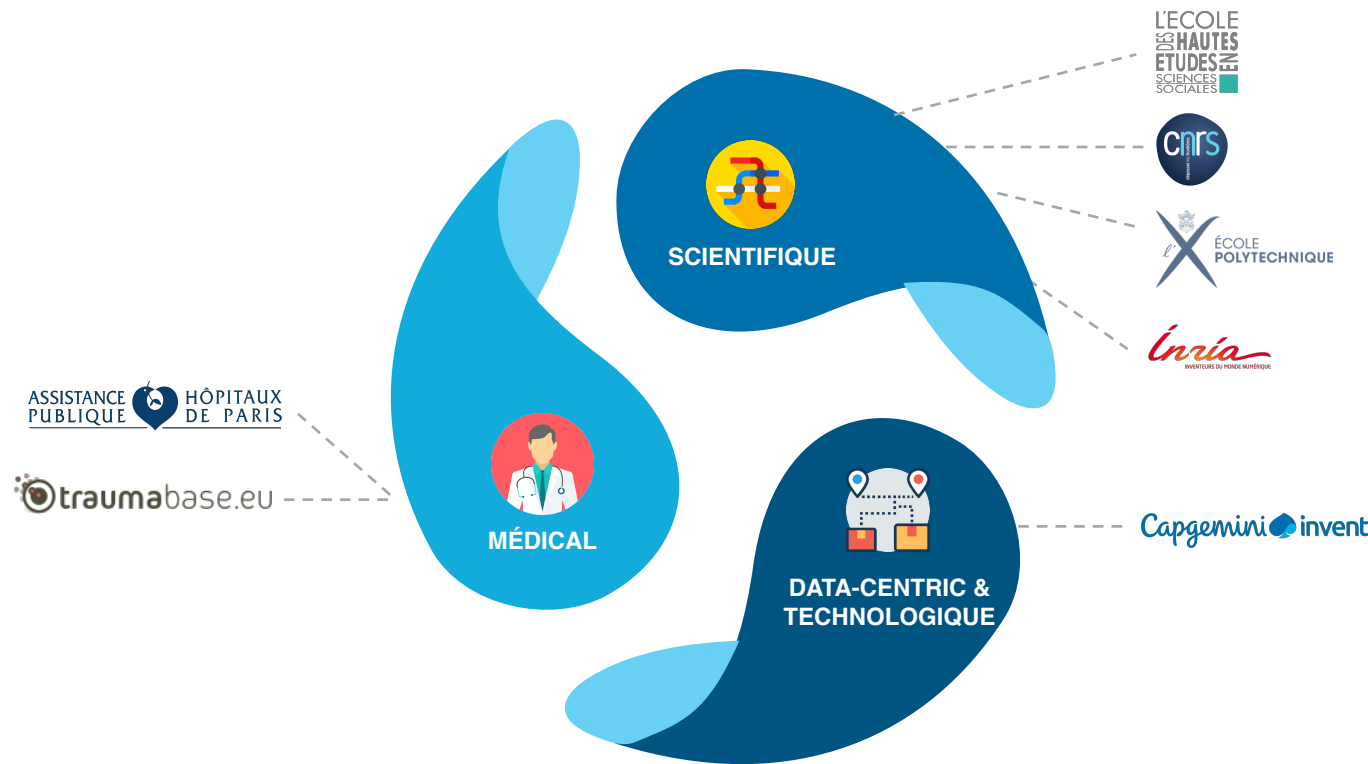 L'ECOLE
DES HAUTES
ETUDES EN
SCIENCES
SOCIALES
cnrs
SCIENTIFIQUE
l'X ÉCOLE
POLYTECHNIQUE
Inría
INVENTEURS DU MONDE NUMÉRIQUE
ASSISTANCE HÔPITAUX
PUBLIQUE DE PARIS
traumabase.eu
MÉDICAL
Capgemini invent
DATA-CENTRIC &
TECHNOLOGIQUE